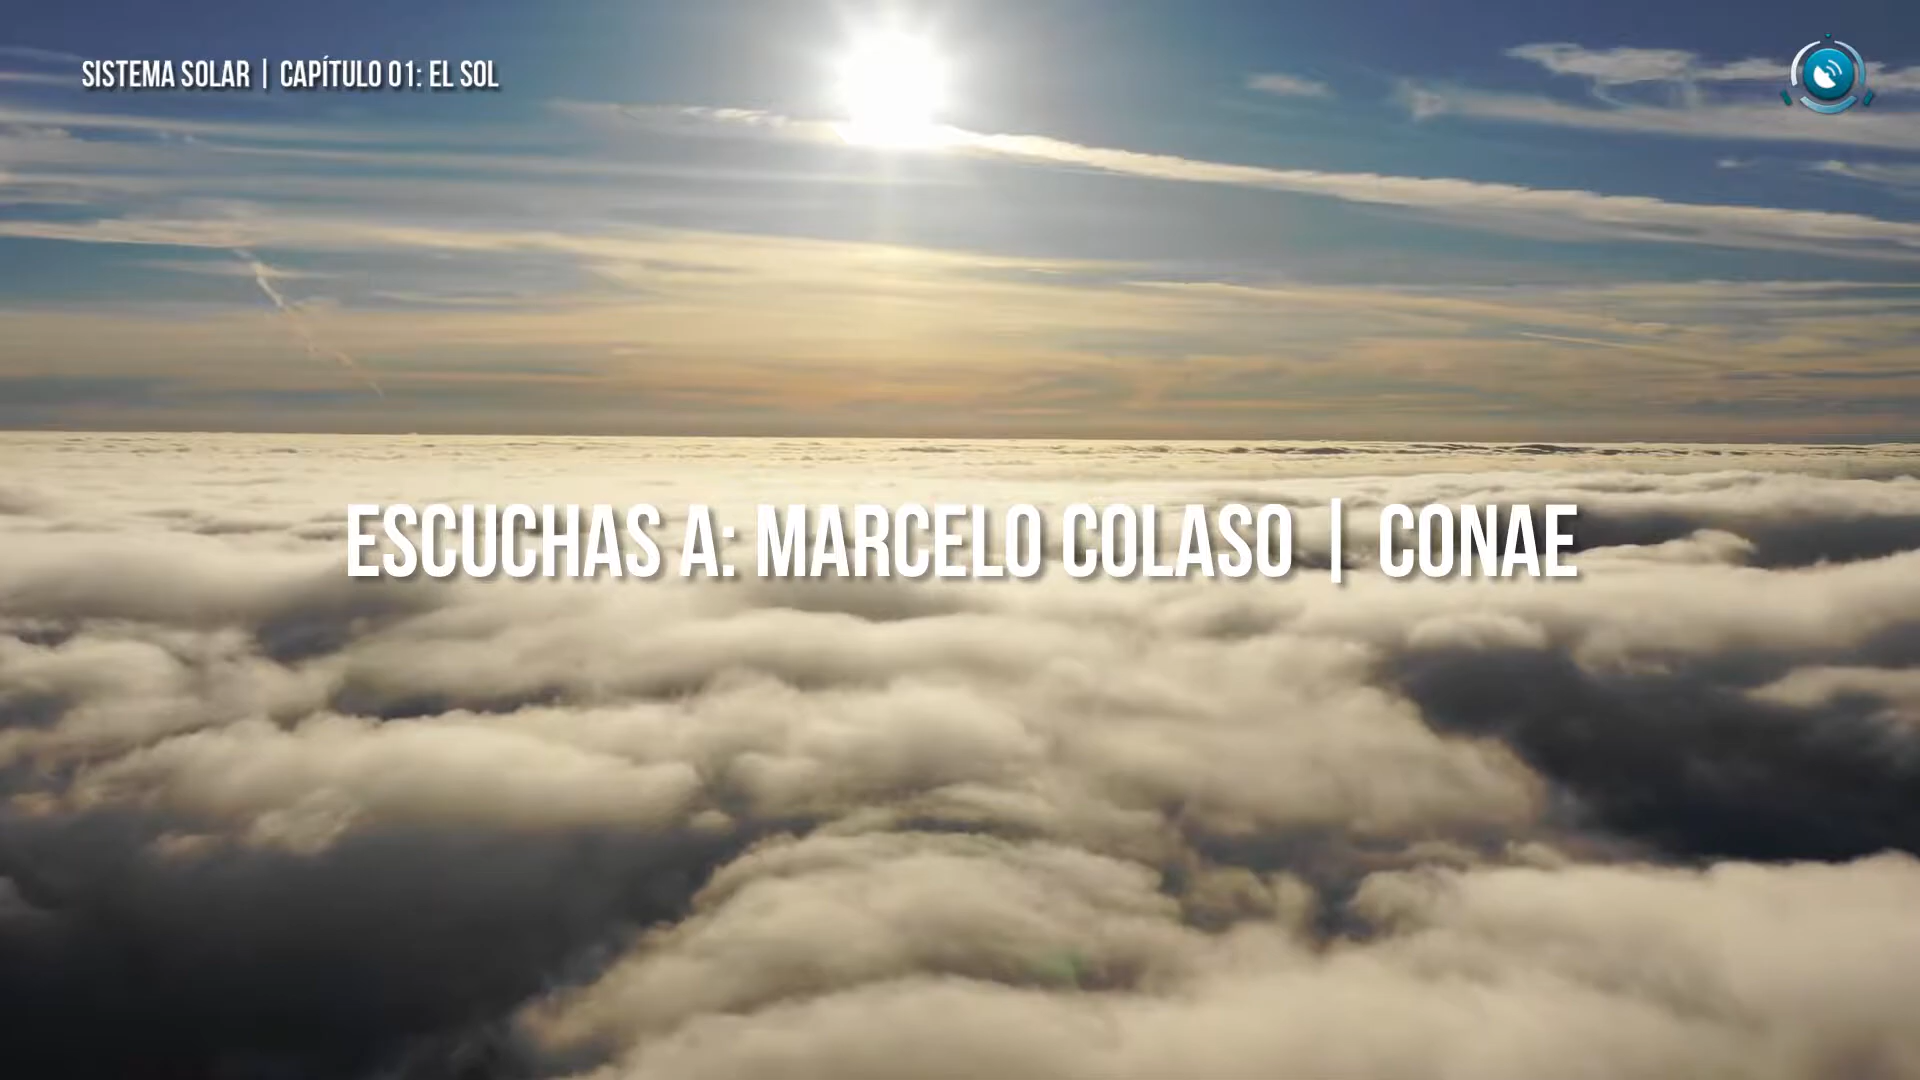 SISTEMA SOLAR | CAPÍTULO 01: EL SOL
ESCUCHAS A: MARCELO COLASO | CONAE